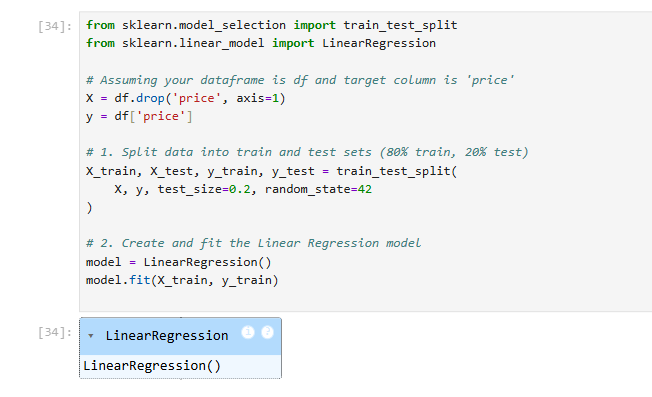 [34]: from sklearn.model_selection import train_test_split
from sklearn.linear_model import LinearRegression
# Assuming your dataframe is df and target column is 'price'
X = df.drop('price', axis=1)
y = df['price']
# 1. Split data into train and test sets (80% train, 20% test)
X_train, X_test, y_train, y_test = train_test_split(
    X, y, test_size=0.2, random_state=42
)
# 2. Create and fit the Linear Regression model
model = LinearRegression()
model.fit(X_train, y_train)
[34]: ▾ LinearRegression i ?
LinearRegression()